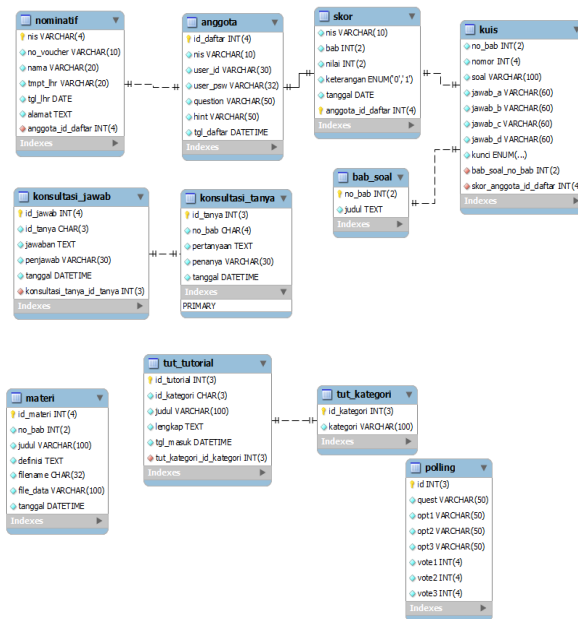 nominatif
nis VARCHAR(4)
no_voucher VARCHAR(10)
nama VARCHAR(20)
tmpt_lhr VARCHAR(20)
tgl_lhr DATE
alamat TEXT
anggota_id_daftar INT(4)
Indexes
anggota
id_daftar INT(4)
nis VARCHAR(10)
user_id VARCHAR(30)
user_psw VARCHAR(32)
question VARCHAR(50)
hint VARCHAR(50)
tgl_daftar DATETIME
Indexes
skor
nis VARCHAR(10)
bab INT(2)
nilai INT(2)
keterangan ENUM('0','1')
tanggal DATE
anggota_id_daftar INT(4)
Indexes
kuis
no_bab INT(2)
nomor INT(4)
soal VARCHAR(100)
jawab_a VARCHAR(60)
jawab_b VARCHAR(60)
jawab_c VARCHAR(60)
jawab_d VARCHAR(60)
kunci ENUM(...)
bab_soal_no_bab INT(2)
skor_anggota_id_daftar INT(4)
Indexes
bab_soal
no_bab INT(2)
judul TEXT
Indexes
konsultasi_jawab
id_jawab INT(4)
id_tanya CHAR(3)
jawaban TEXT
penjawab VARCHAR(30)
tanggal DATETIME
konsultasi_tanya_id_tanya INT(3)
Indexes
konsultasi_tanya
id_tanya INT(3)
no_bab CHAR(4)
pertanyaan TEXT
penanya VARCHAR(30)
tanggal DATETIME
Indexes
PRIMARY
materi
id_materi INT(4)
no_bab INT(2)
judul VARCHAR(100)
definisi TEXT
filename CHAR(32)
file_data VARCHAR(100)
tanggal DATETIME
Indexes
tut_tutorial
id_tutorial INT(3)
id_kategori CHAR(3)
judul VARCHAR(100)
lengkap TEXT
tgl_masuk DATETIME
tut_kategori_id_kategori INT(3)
Indexes
tut_kategori
id_kategori INT(3)
kategori VARCHAR(100)
Indexes
polling
id INT(3)
quest VARCHAR(50)
opt1 VARCHAR(50)
opt2 VARCHAR(50)
opt3 VARCHAR(50)
vote1 INT(4)
vote2 INT(4)
vote3 INT(4)
Indexes